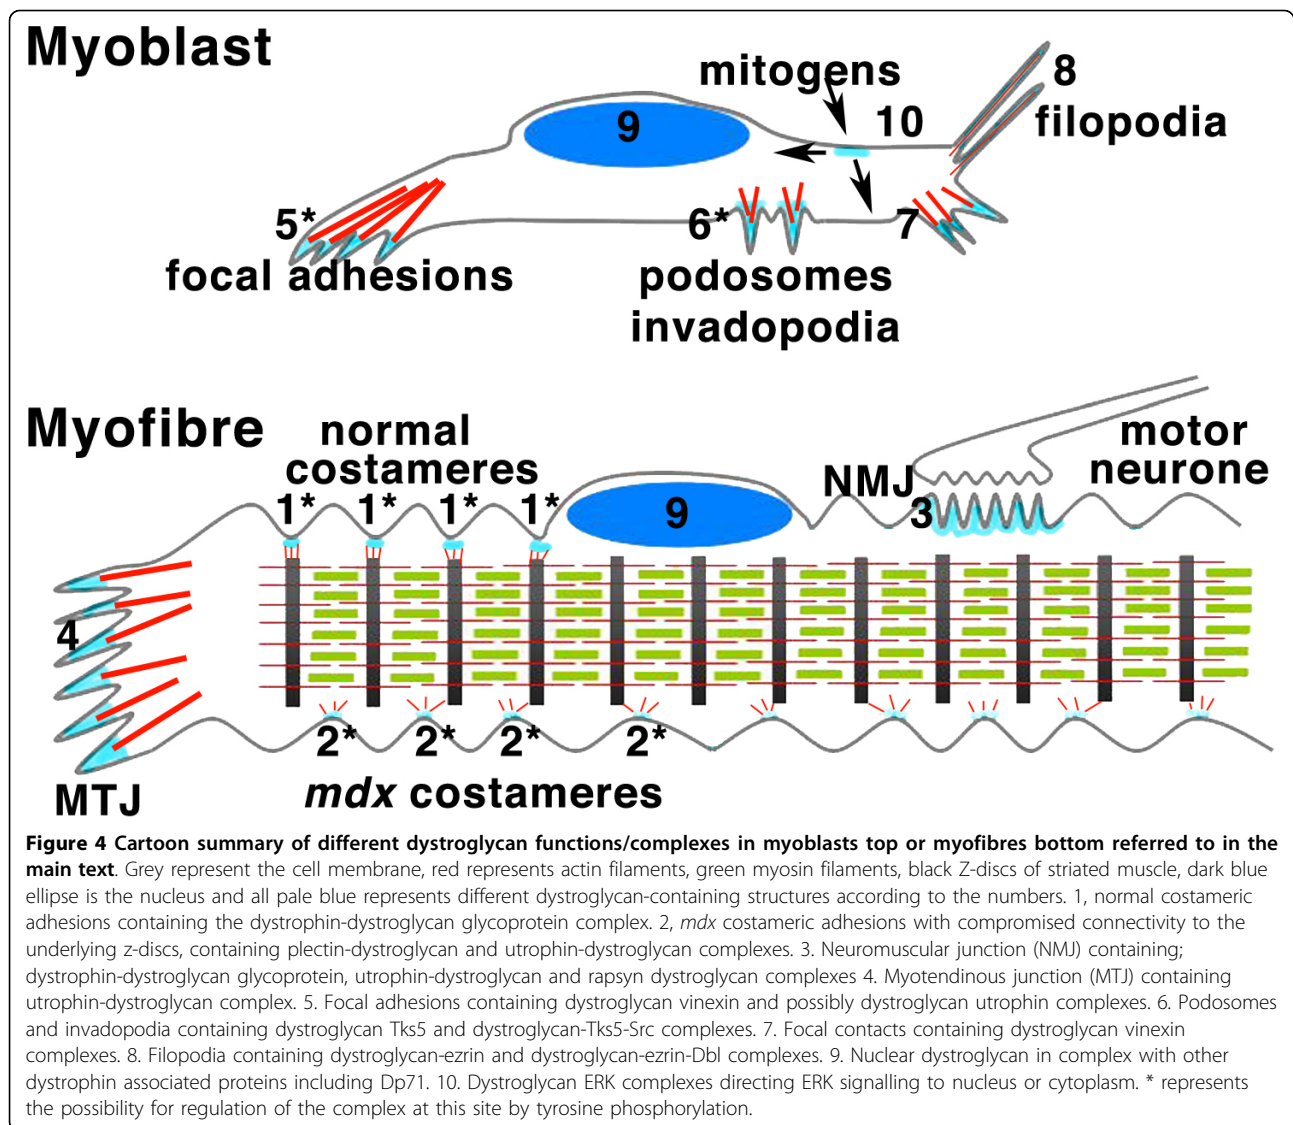 Myoblast
mitogens
8
9
10
filopodia
5*
6*
7
focal adhesions
podosomes
invadopodia
Myofibre
normal
costameres
motor
neurone
NMJ
1* 1* 1* 1*
9
3
4
2* 2* 2* 2*
MTJ
mdx costameres
Figure 4 Cartoon summary of different dystroglycan functions/complexes in myoblasts top or myofibres bottom referred to in the
main text. Grey represent the cell membrane, red represents actin filaments, green myosin filaments, black Z-discs of striated muscle, dark blue
ellipse is the nucleus and all pale blue represents different dystroglycan-containing structures according to the numbers. 1, normal costameric
adhesions containing the dystrophin-dystroglycan glycoprotein complex. 2, mdx costameric adhesions with compromised connectivity to the
underlying z-discs, containing plectin-dystroglycan and utrophin-dystroglycan complexes. 3. Neuromuscular junction (NMJ) containing;
dystrophin-dystroglycan glycoprotein, utrophin-dystroglycan and rapsyn dystroglycan complexes 4. Myotendinous junction (MTJ) containing
utrophin-dystroglycan complex. 5. Focal adhesions containing dystroglycan vinexin and possibly dystroglycan utrophin complexes. 6. Podosomes
and invadopodia containing dystroglycan Tks5 and dystroglycan-Tks5-Src complexes. 7. Focal contacts containing dystroglycan vinexin
complexes. 8. Filopodia containing dystroglycan-ezrin and dystroglycan-ezrin-Dbl complexes. 9. Nuclear dystroglycan in complex with other
dystrophin associated proteins including Dp71. 10. Dystroglycan ERK complexes directing ERK signalling to nucleus or cytoplasm. * represents
the possibility for regulation of the complex at this site by tyrosine phosphorylation.